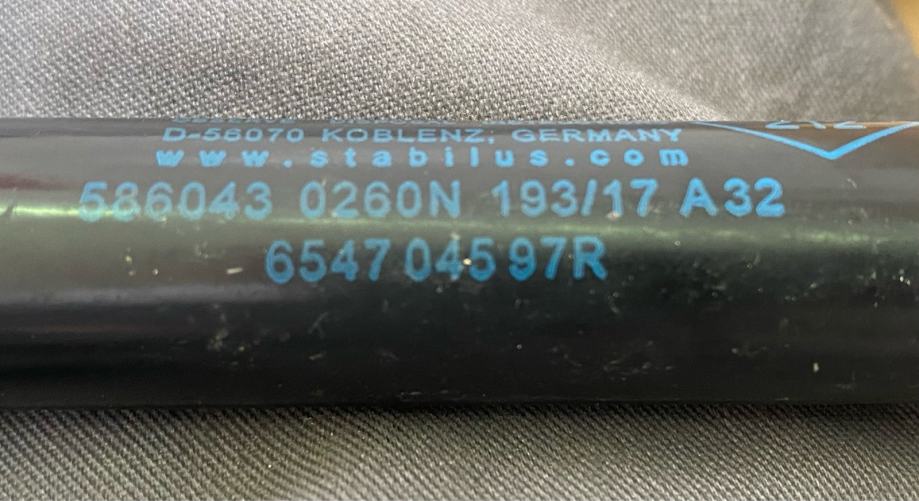 D-56070 KOBLENZ; GERMANY
www.stabilus.com
586043 0260N 193/17 A32
6547 045 97R